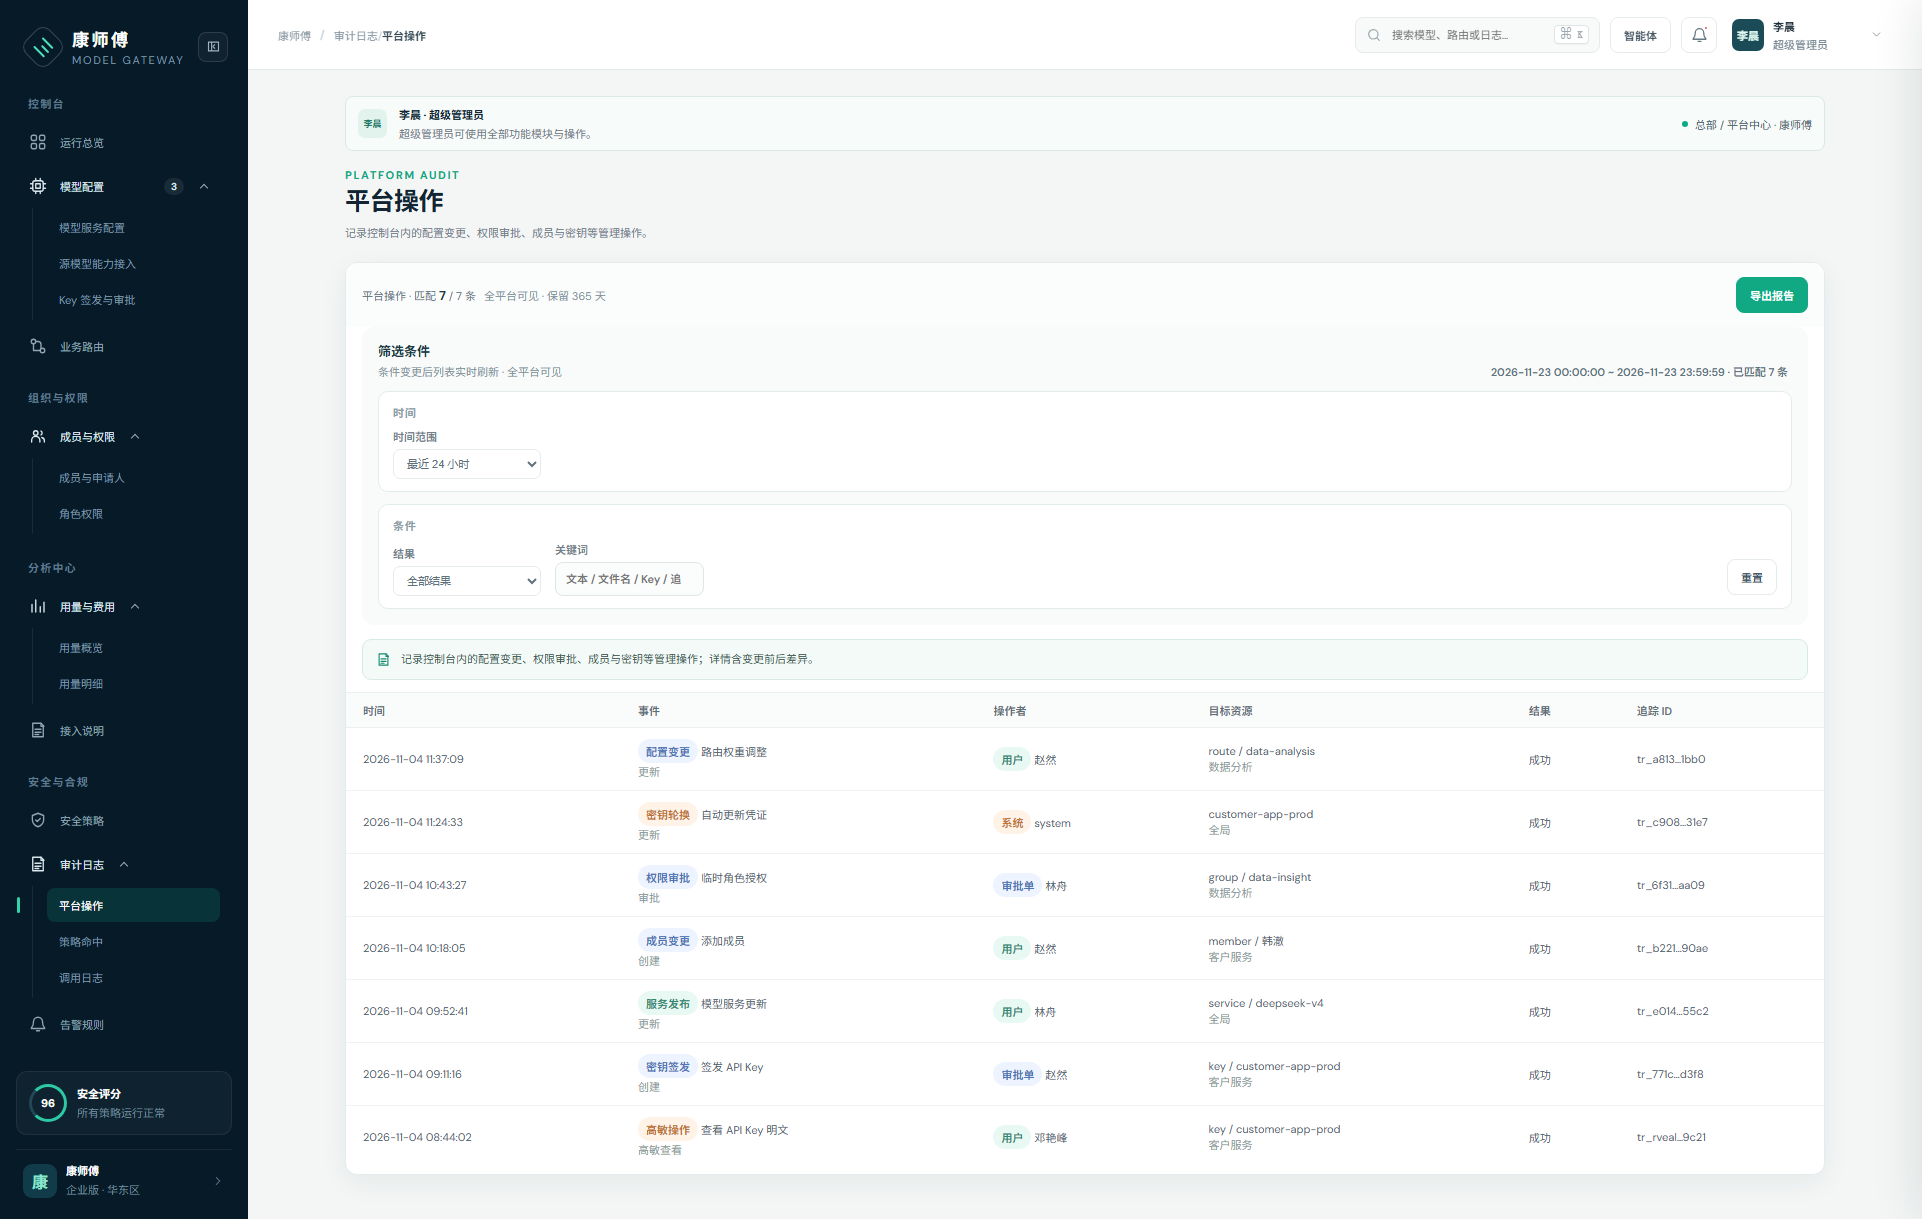 康师傅
MODEL GATEWAY
控制台
运行总览
模型配置 3
模型服务配置
源模型能力接入
Key 签发与审批
业务路由
组织与权限
成员与权限
成员与申请人
角色权限
分析中心
用量与费用
用量概览
用量明细
接入说明
安全与合规
安全策略
审计日志
平台操作
策略命中
调用日志
告警规则
96
安全评分
所有策略运行正常
康
康师傅
企业版 · 华东区
康师傅 / 审计日志/平台操作
搜索模型、路由或日志... ⌘ K
智能体
李晨
李晨
超级管理员
李晨
李晨 · 超级管理员
超级管理员可使用全部功能模块与操作。
总部 / 平台中心 · 康师傅
PLATFORM AUDIT
平台操作
记录控制台内的配置变更、权限审批、成员与密钥等管理操作。
平台操作 · 匹配 7 / 7 条 全平台可见 · 保留 365 天
导出报告
筛选条件
条件变更后列表实时刷新 · 全平台可见
2026-11-23 00:00:00 ~ 2026-11-23 23:59:59 · 已匹配 7 条
时间
时间范围
最近 24 小时
条件
结果
全部结果
关键词
文本 / 文件名 / Key / 追
重置
记录控制台内的配置变更、权限审批、成员与密钥等管理操作；详情含变更前后差异。
时间 事件 操作者 目标资源 结果 追踪 ID
2026-11-04 11:37:09 配置变更 路由权重调整 更新 用户 赵然 route / data-analysis 数据分析 成功 tr_a813...1bb0
2026-11-04 11:24:33 密钥轮换 自动更新凭证 更新 系统 system customer-app-prod 全局 成功 tr_c908...31e7
2026-11-04 10:43:27 权限审批 临时角色授权 审批 审批单 林舟 group / data-insight 数据分析 成功 tr_6f31...aa09
2026-11-04 10:18:05 成员变更 添加成员 创建 用户 赵然 member / 韩澈 客户服务 成功 tr_b221...90ae
2026-11-04 09:52:41 服务发布 模型服务更新 更新 用户 林舟 service / deepseek-v4 全局 成功 tr_e014...55c2
2026-11-04 09:11:16 密钥签发 签发 API Key 创建 审批单 赵然 key / customer-app-prod 客户服务 成功 tr_771c...d3f8
2026-11-04 08:44:02 高敏操作 查看 API Key 明文 高敏查看 用户 邓艳峰 key / customer-app-prod 客户服务 成功 tr_rveal...9c21